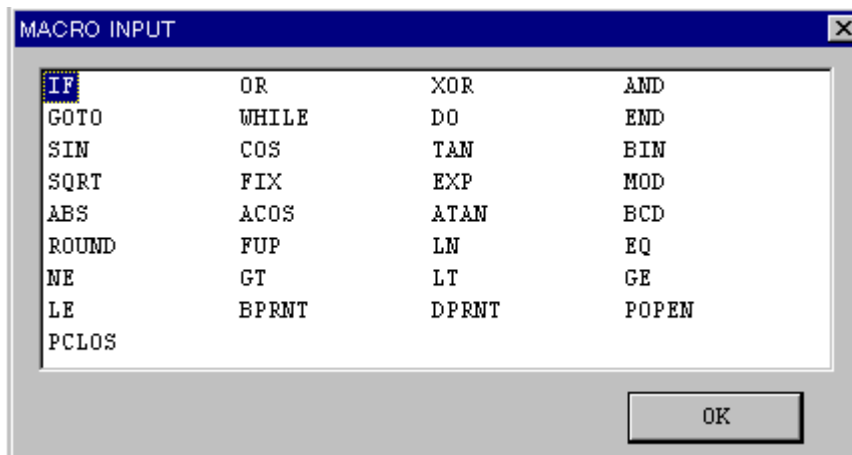 MACRO INPUT
IF OR XOR AND
GOTO WHILE DO END
SIN COS TAN BIN
SQRT FIX EXP MOD
ABS ACOS ATAN BCD
ROUND FUP LN EQ
NE GT LT GE
LE BPRNT DPRNT POPEN
PCLOS
OK